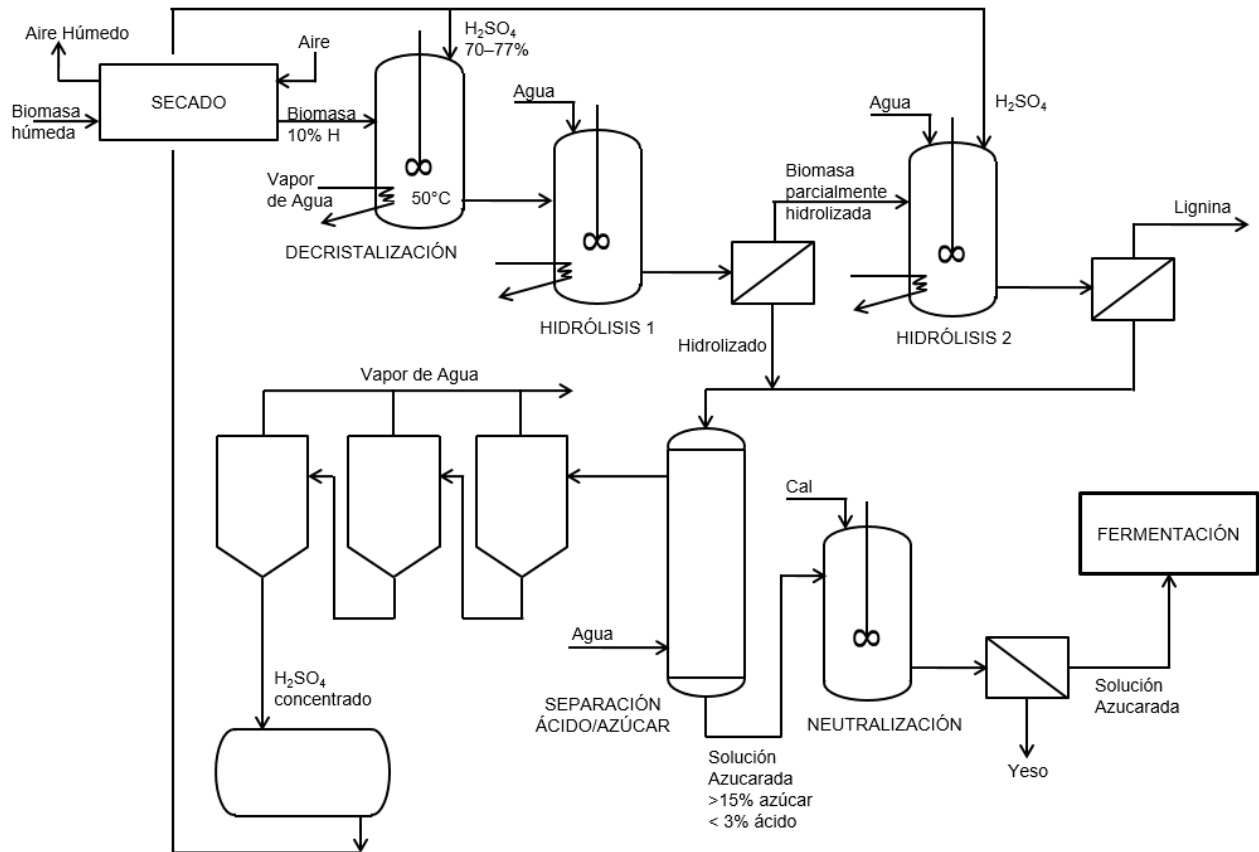 Aire Húmedo
Aire
H₂SO₄
70–77%
SECADO
Biomasa
húmeda
Biomasa
10% H
Agua
Agua
H₂SO₄
Vapor
de Agua
50°C
Biomasa
parcialmente
hidrolizada
Lignina
DECRISTALIZACIÓN
HIDRÓLISIS 1
HIDRÓLISIS 2
Hidrolizado
Vapor de Agua
Cal
FERMENTACIÓN
Agua
H₂SO₄
concentrado
SEPARACIÓN
ÁCIDO/AZÚCAR
NEUTRALIZACIÓN
Solución
Azucarada
Solución
Azucarada
>15% azúcar
< 3% ácido
Yeso